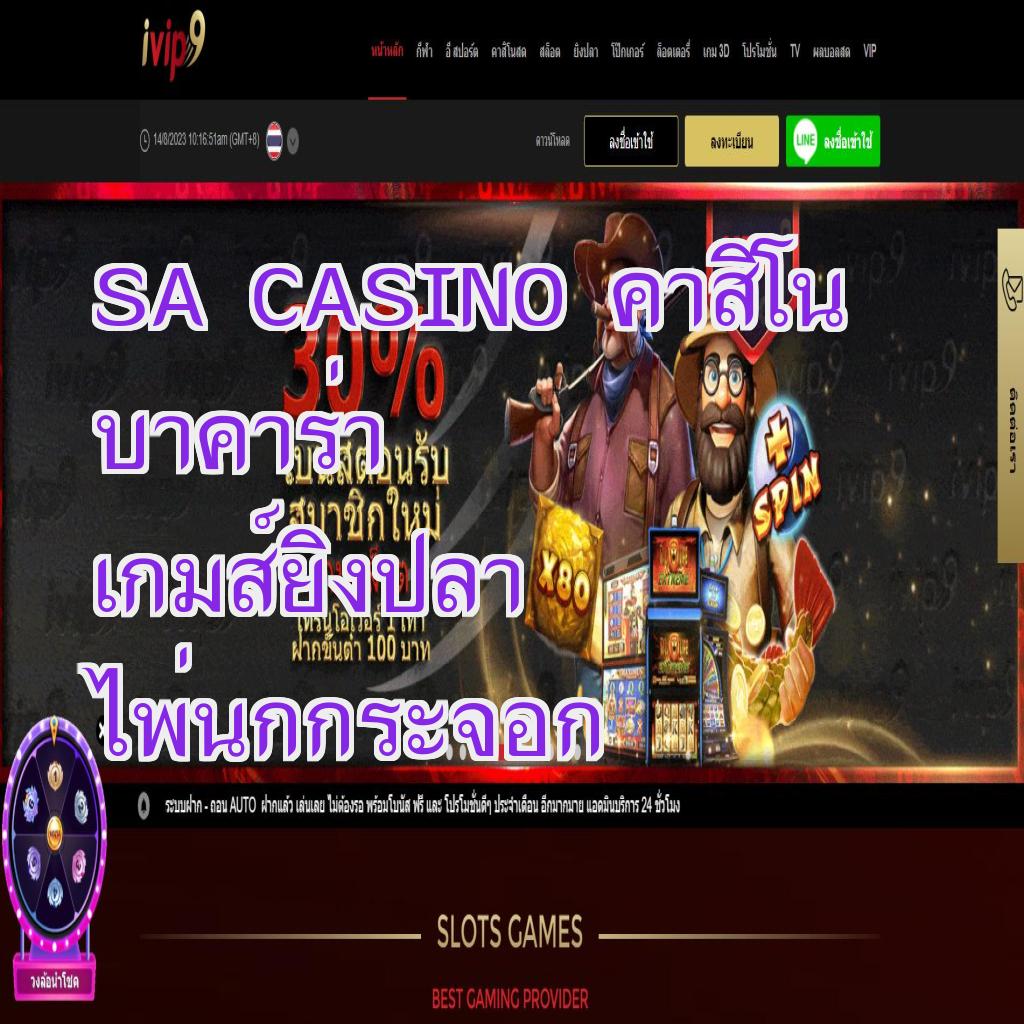 ivip9
หน้าหลัก กีฬา อี สปอร์ต คาสิโนสด สล็อต ยิงปลา โป๊กเกอร์ ล็อตเตอรี่ เกม 3D โปรโมชั่น TV ผลบอลสด VIP
14/8/2023 10:16:51am (GMT+8)
ดาวน์โหลด ลงชื่อเข้าใช้ ลงทะเบียน LINE ลงชื่อเข้าใช้
SA CASINO คาสิโน
30%
บาคาร่า
สมาชิกใหม่
เกมส์ยิงปลา
ฝากขั้นต่ำ 100 บาท
ไพ่นกกระจอก
+ SPIN
X80
EXTREME
ติดต่อเรา
ระบบฝาก - ถอน AUTO ฝากแล้ว เล่นเลย ไม่ต้องรอ พร้อมโบนัส ฟรี และ โปรโมชั่นดีๆ ประจำเดือน อีกมากมาย แอดมินบริการ 24 ชั่วโมง
วงล้อนำโชค
SLOTS GAMES
BEST GAMING PROVIDER